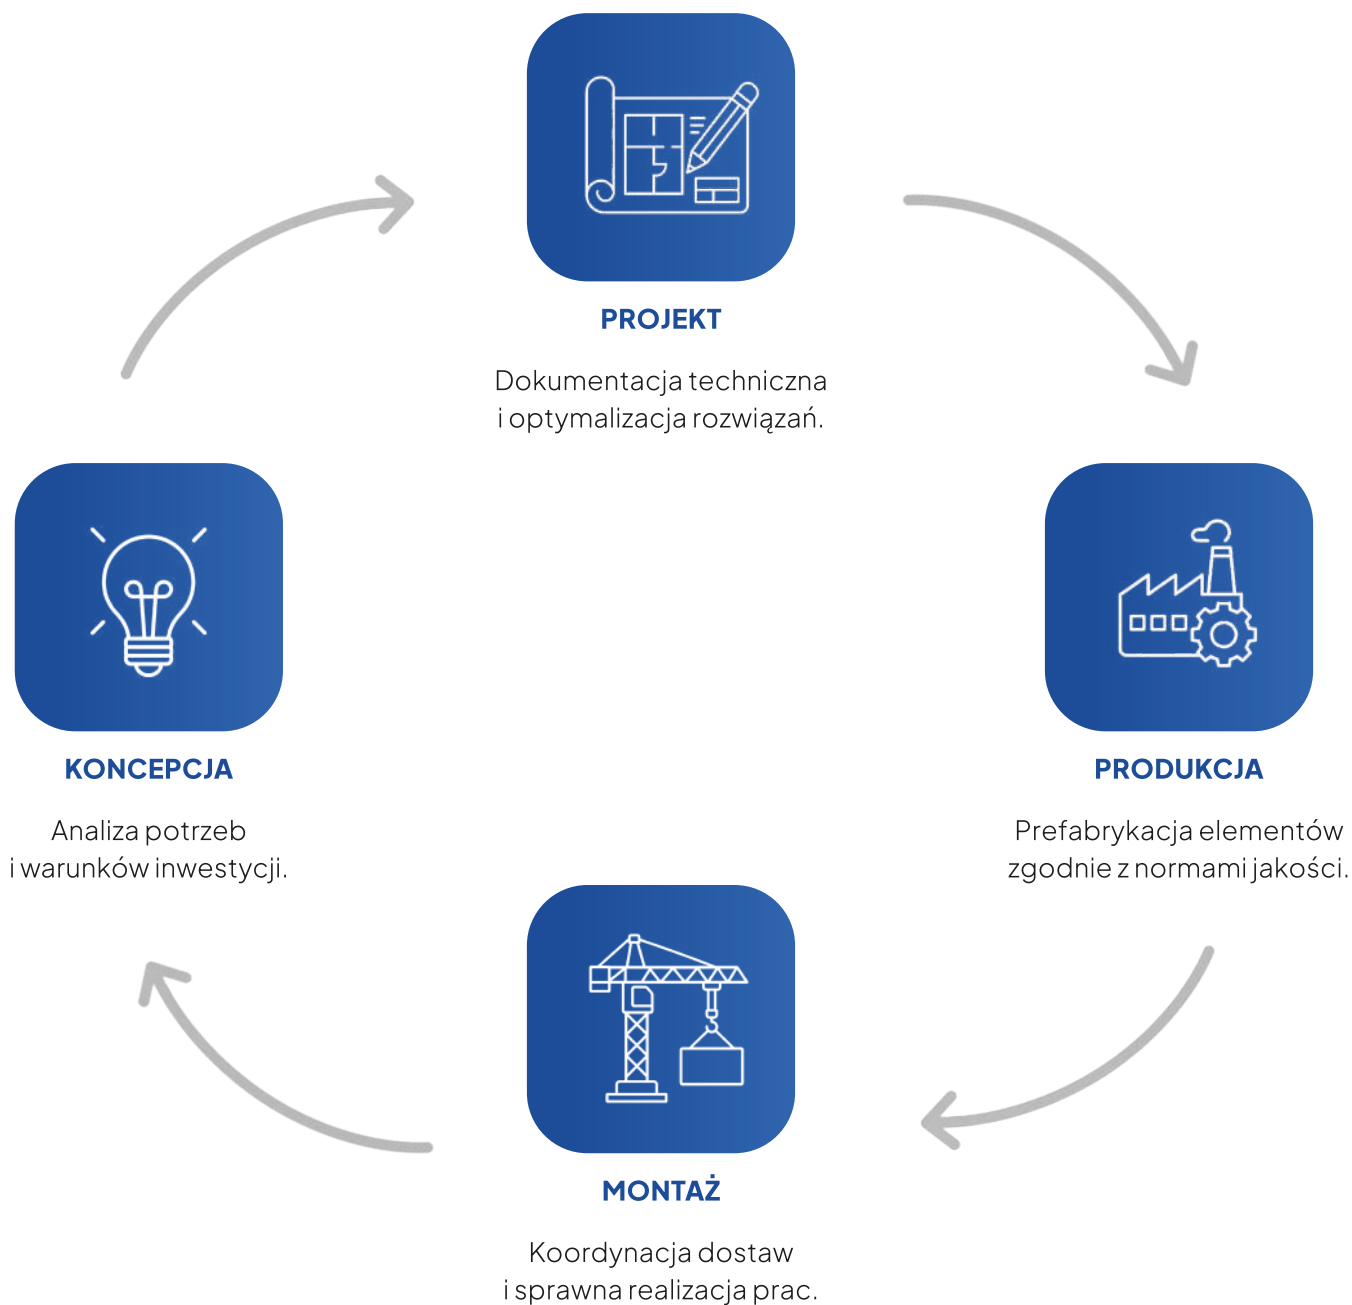 PROJEKT
Dokumentacja techniczna
i optymalizacja rozwiązań.
KONCEPCJA
Analiza potrzeb
i warunków inwestycji.
PRODUKCJA
Prefabrykacja elementów
zgodnie z normami jakości.
MONTAŻ
Koordynacja dostaw
i sprawna realizacja prac.